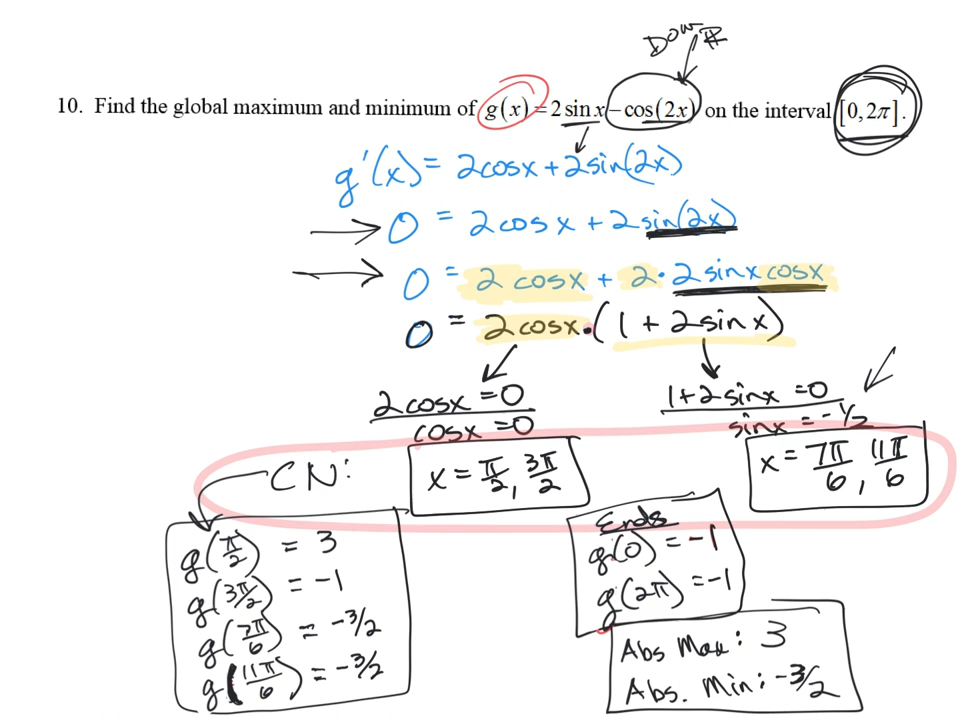 Dom #
10. Find the global maximum and minimum of g(x) = 2 sin x − cos(2x) on the interval [0, 2π].
g'(x) = 2cosx + 2sin(2x)
0 = 2cosx + 2sin(2x)
0 = 2cosx + 2·2sinx cosx
0 = 2cosx·(1 + 2sinx)
2cosx = 0
cosx = 0
x = π/2, 3π/2
1+2sinx = 0
sinx = -1/2
x = 7π/6, 11π/6
CN:
g(π/2) = 3
g(3π/2) = -1
g(7π/6) = -3/2
g(11π/6) = -3/2
Ends
g(0) = -1
g(2π) = -1
Abs Max: 3
Abs. Min: -3/2